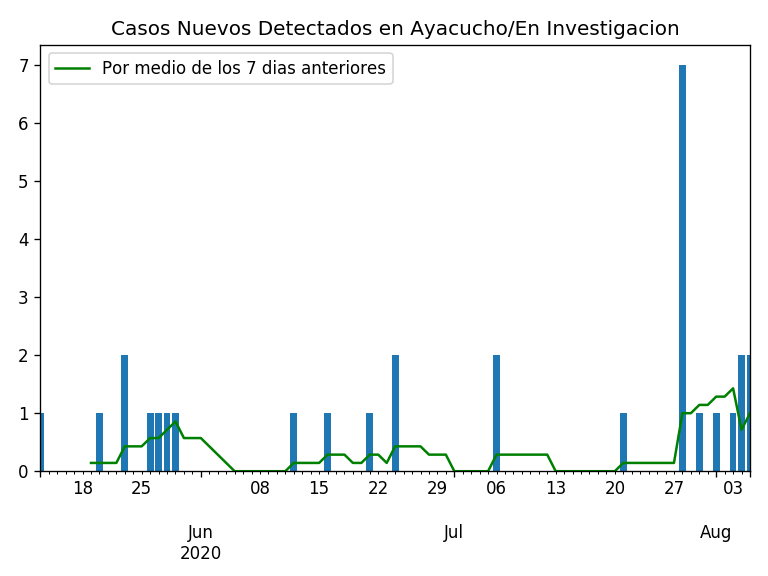 Casos Nuevos Detectados en Ayacucho/En Investigacion
Por medio de los 7 dias anteriores
7
6
5
4
3
2
1
0
18 25 08 15 22 29 06 13 20 27 03
Jun Jul Aug
2020